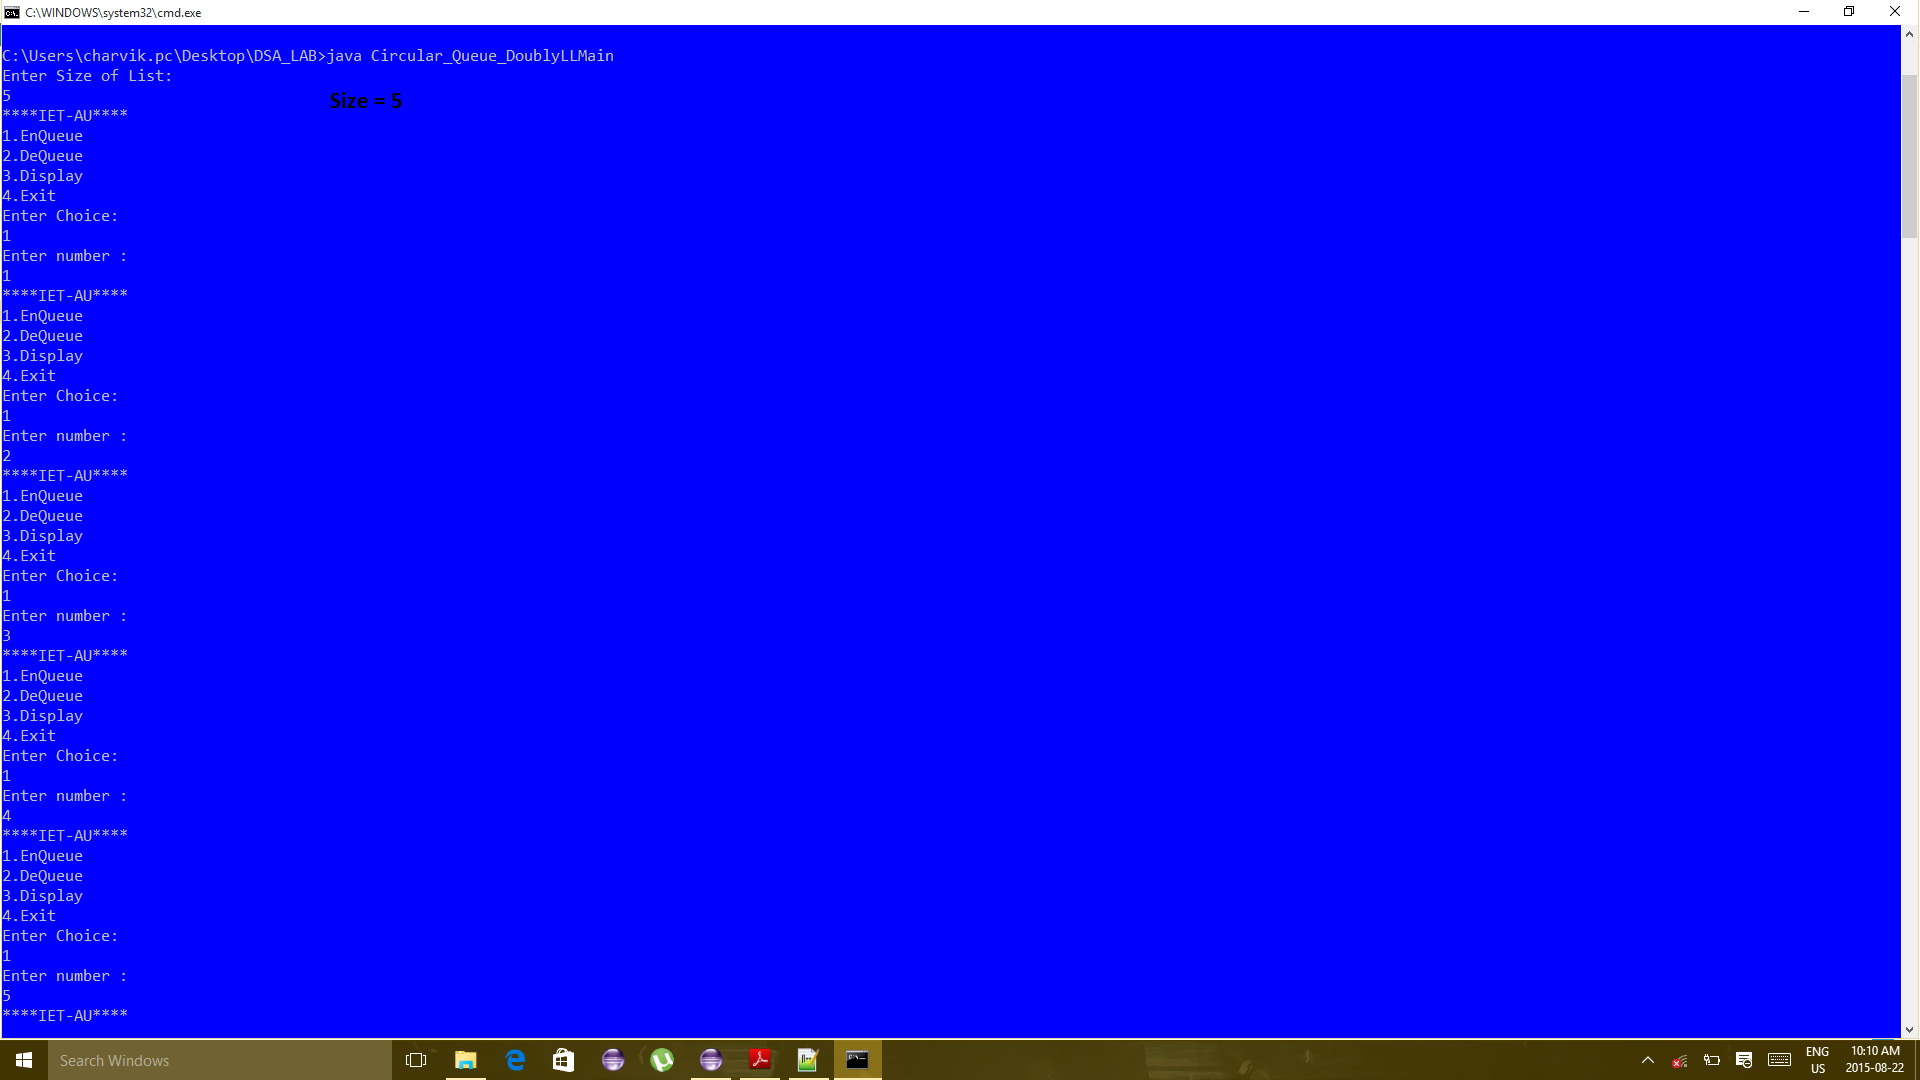 C:\WINDOWS\system32\cmd.exe
C:\Users\charvik.pc\Desktop\DSA_LAB>java Circular_Queue_DoublyLLMain
Enter Size of List:
5
Size = 5
****IET-AU****
1.EnQueue
2.DeQueue
3.Display
4.Exit
Enter Choice:
1
Enter number :
1
****IET-AU****
1.EnQueue
2.DeQueue
3.Display
4.Exit
Enter Choice:
1
Enter number :
2
****IET-AU****
1.EnQueue
2.DeQueue
3.Display
4.Exit
Enter Choice:
1
Enter number :
3
****IET-AU****
1.EnQueue
2.DeQueue
3.Display
4.Exit
Enter Choice:
1
Enter number :
4
****IET-AU****
1.EnQueue
2.DeQueue
3.Display
4.Exit
Enter Choice:
1
Enter number :
5
****IET-AU****
Search Windows
ENG
US
10:10 AM
2015-08-22